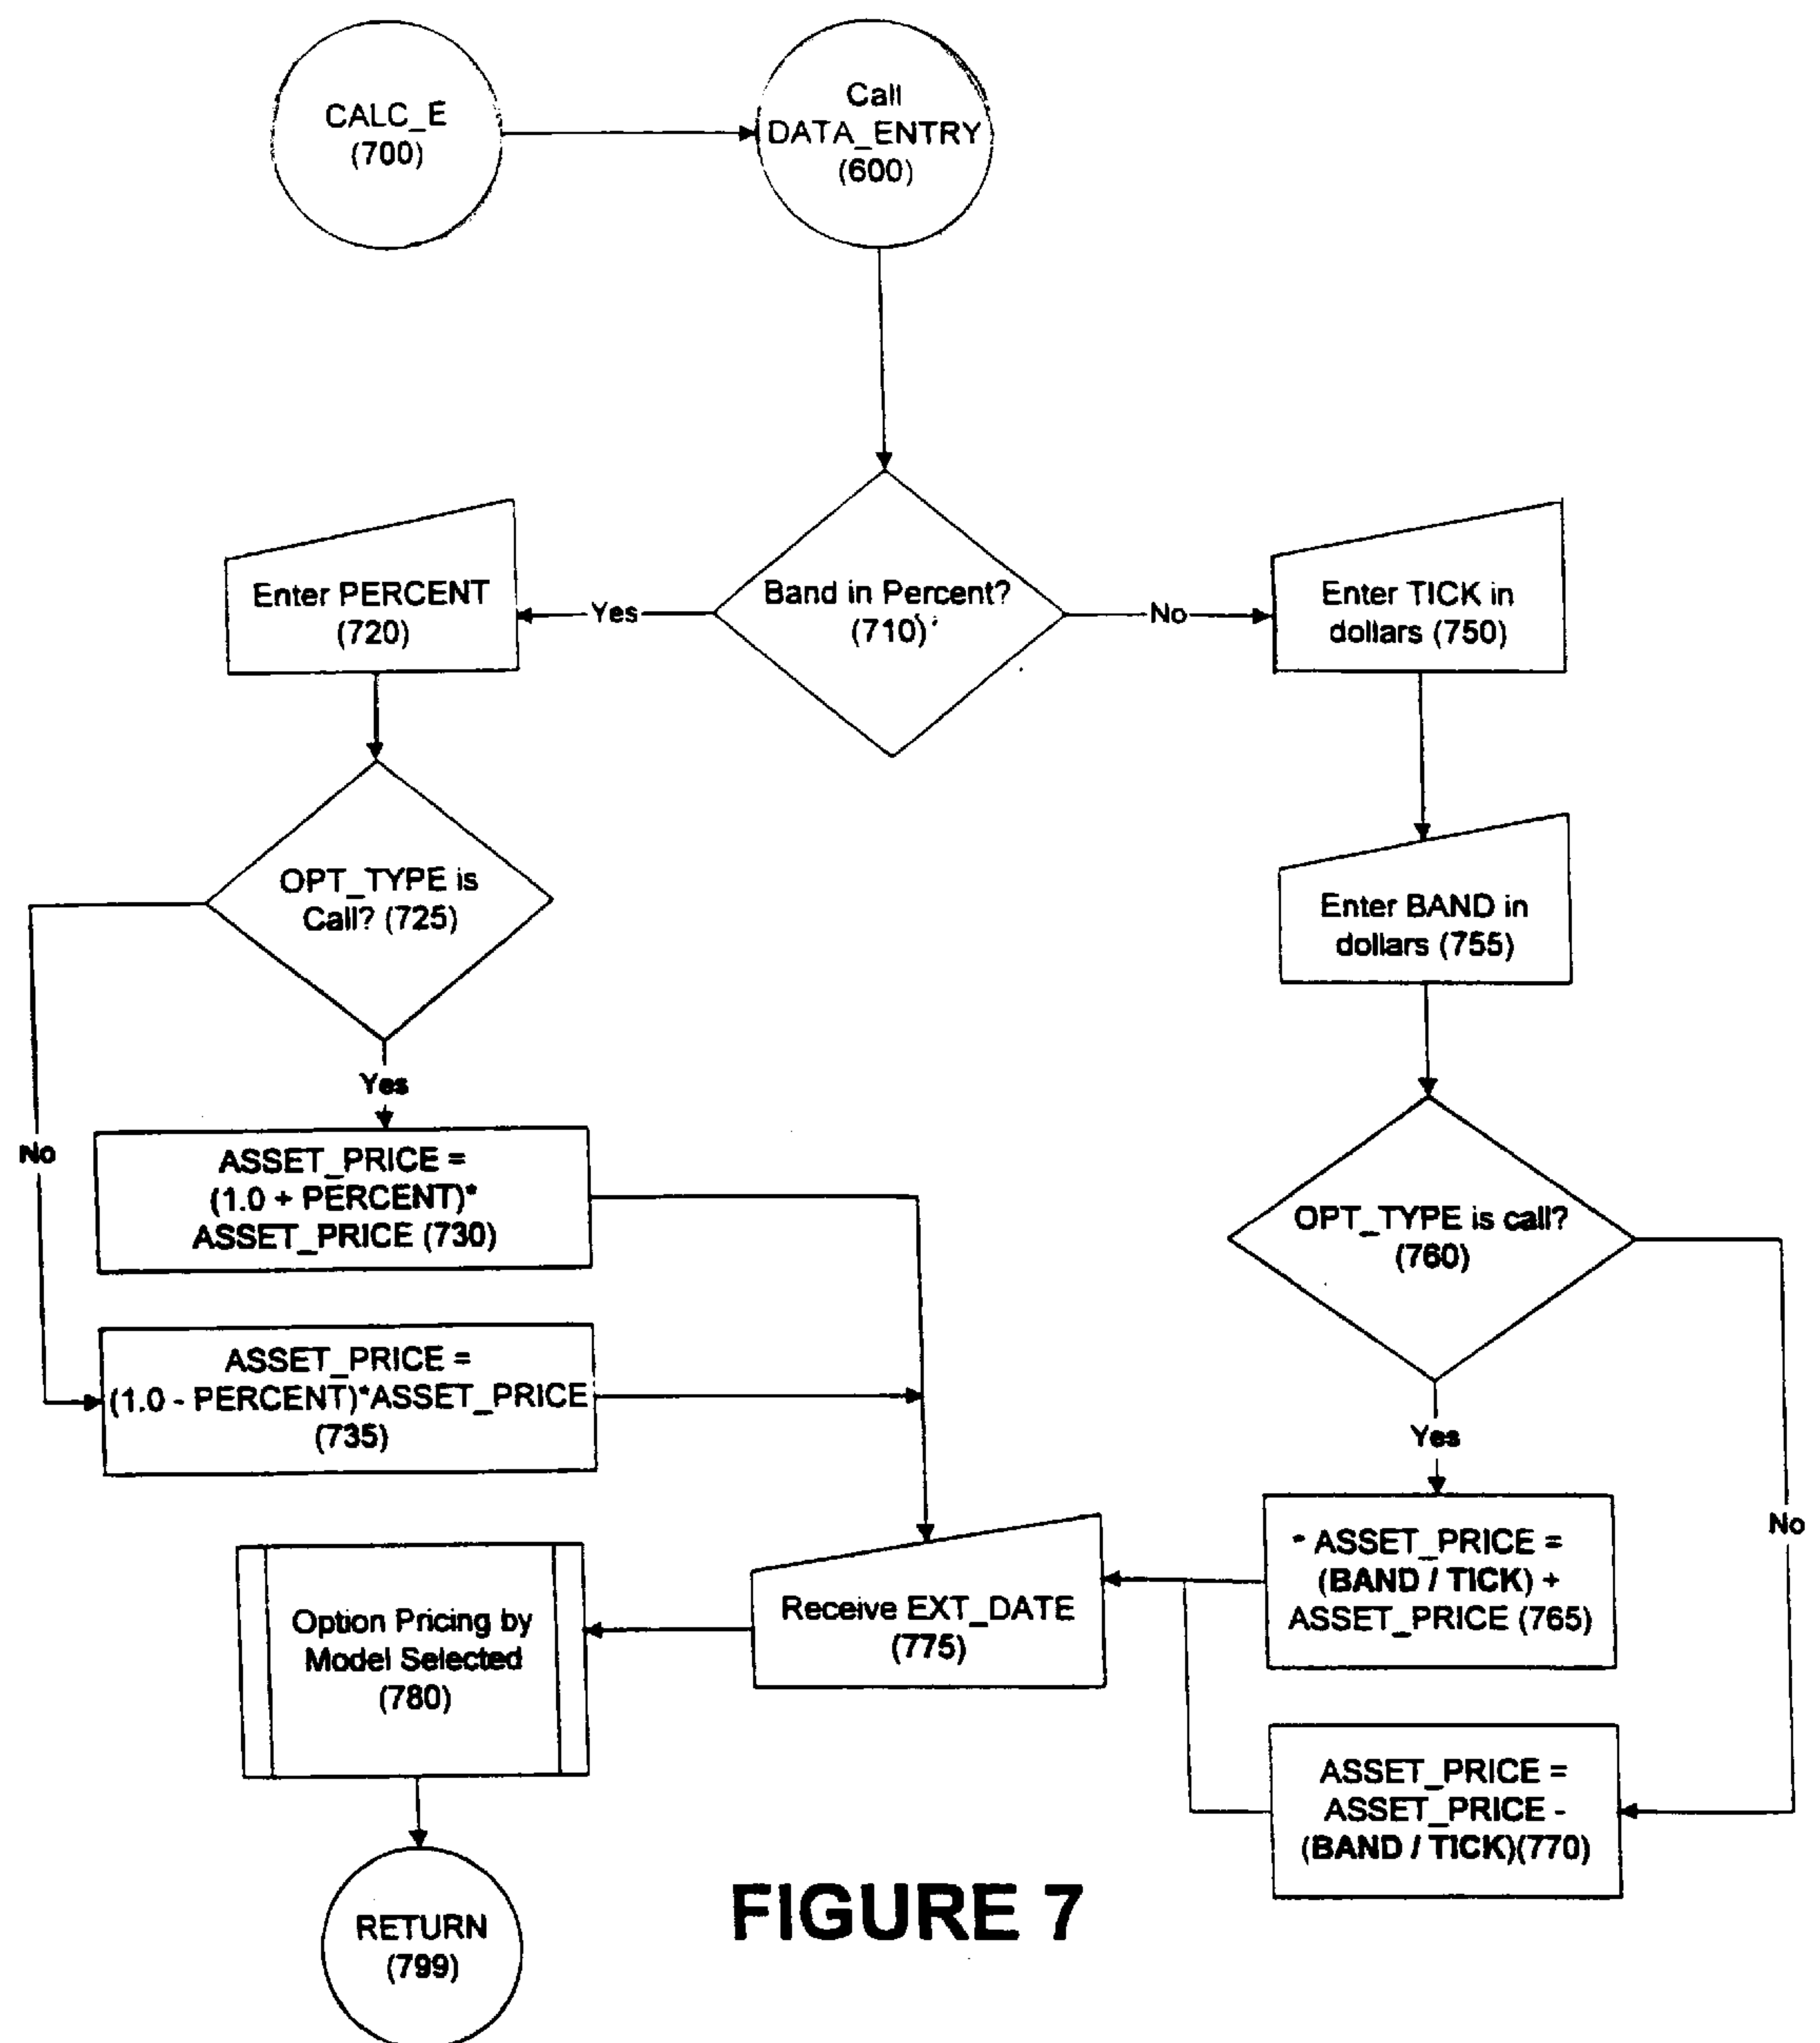 CALC_E
(700)
Call
DATA_ENTRY
(600)
Band in Percent?
(710)
Yes
No
Enter PERCENT
(720)
Enter TICK in
dollars (750)
OPT_TYPE is
Call? (725)
Enter BAND in
dollars (755)
Yes
No
ASSET_PRICE =
(1.0 + PERCENT)*
ASSET_PRICE (730)
OPT_TYPE is call?
(760)
ASSET_PRICE =
(1.0 - PERCENT)*ASSET_PRICE
(735)
Yes
No
ASSET_PRICE =
(BAND / TICK) +
ASSET_PRICE (765)
Receive EXT_DATE
(775)
Option Pricing by
Model Selected
(780)
ASSET_PRICE =
ASSET_PRICE -
(BAND / TICK)(770)
RETURN
(799)
FIGURE 7